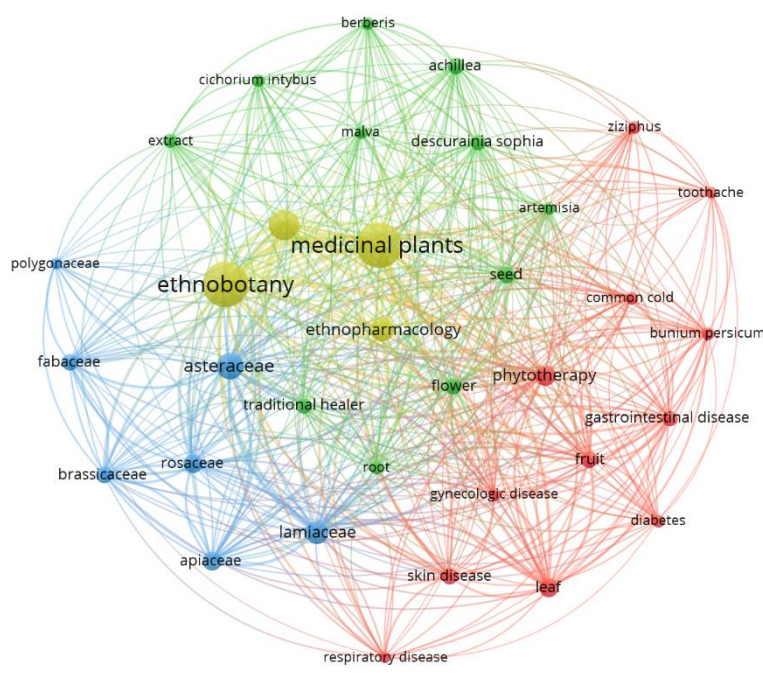 berberis
achillea
cichorium intybus
ziziphus
malva
extract
descurainia sophia
toothache
artemisia
medicinal plants
polygonaceae
seed
ethnobotany
common cold
ethnopharmacology
bunium persicum
fabaceae
asteraceae
phytotherapy
flower
traditional healer
gastrointestinal disease
rosaceae
fruit
root
brassicaceae
gynecologic disease
diabetes
lamiaceae
apiaceae
skin disease
leaf
respiratory disease